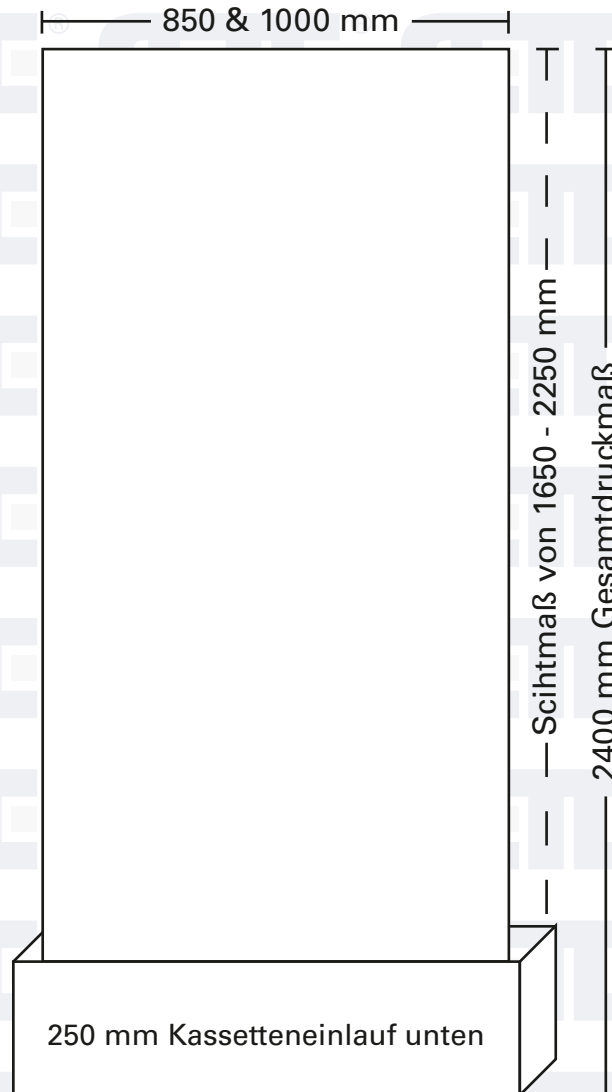 850 & 1000 mm
Scihtmaß von 1650 - 2250 mm
2400 mm Gesamtdruckmaß
250 mm Kassetteneinlauf unten